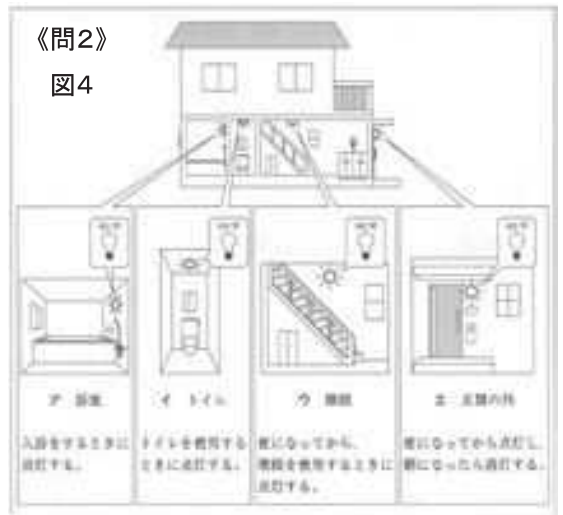 《問2》
図4
ア 浴室
イ トイレ
ウ 階段
エ 玄関の外
入浴をするときに
点灯する。
トイレを使用する
ときに点灯する。
夜になってから、
階段を使用するときに
点灯する。
夜になってから点灯し、
朝になったら消灯する。